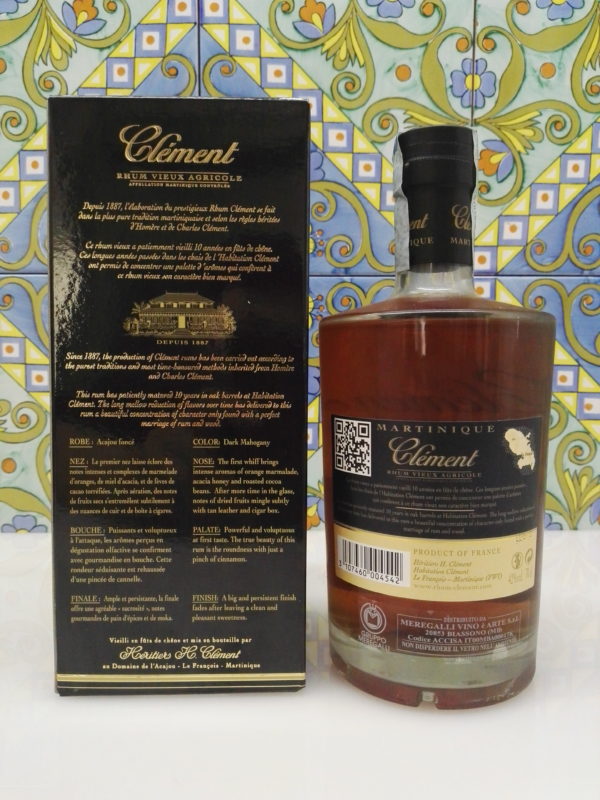 Clément
RHUM VIEUX AGRICOLE
APPELLATION MARTINIQUE CONTRÔLÉE
Depuis 1887, l'élaboration du prestigieux Rhum Clément se fait
dans la plus pure tradition martiniquaise et selon les règles héritées
d'Homère et de Charles Clément.
Ce rhum vieux a patiemment vieilli 10 années en fûts de chêne.
Ces longues années passées dans les chais de l'Habitation Clément
ont permis de concentrer une palette d'arômes qui confèrent à
ce rhum vieux son caractère bien marqué.
DEPUIS 1887
Since 1887, the production of Clément rums has been carried out according to
the purest traditions and most time-honoured methods inherited from Homère
and Charles Clément.
This rum has patiently matured 10 years in oak barrels at Habitation
Clément. The long mellow reduction of flavors over time has delivered to this
rum a beautiful concentration of character only found with a perfect
marriage of rum and wood.
ROBE : Acajou foncé
NEZ : Le premier nez laisse éclore des
notes intenses et complexes de marmelade
d'oranges, de miel d'acacia, et de fèves de
cacao torréfiées. Après aération, des notes
de fruits secs s'entremêlent subtilement à
des nuances de cuir et de boîte à cigares.
BOUCHE : Puissants et voluptueux
à l'attaque, les arômes perçus en
dégustation olfactive se confirment
avec gourmandise en bouche. Cette
rondeur séduisante est rehaussée
d'une pincée de cannelle.
FINALE : Ample et persistante, la finale
offre une agréable « sucrosité », notes
gourmandes de pain d'épices et de moka.
COLOR: Dark Mahogany
NOSE: The first whiff brings
intense aromas of orange marmalade,
acacia honey and roasted cocoa
beans. After more time in the glass,
notes of dried fruits mingle subtly
with tan leather and cigar box.
PALATE: Powerful and voluptuous
at first taste. The true beauty of this
rum is the roundness with just a
pinch of cinnamon.
FINISH: A big and persistent finish
fades after leaving a clean and
pleasant sweetness.
Vieilli en fûts de chêne et mis en bouteille par
Héritiers H. Clément
au Domaine de l'Acajou - Le François - Martinique
MARTINIQUE
Clément
RHUM VIEUX AGRICOLE
PRODUCT OF FRANCE
Héritiers H. Clément
Habitation Clément
Le François - Martinique (FWI)
www.rhum-clement.com
3 107460 004542
GRUPPO
MEREGALLI
DISTRIBUITO DA
MEREGALLI VINO è ARTE S.r.l.
20853 BIASSONO (MB)
NON DISPERDERE IL VETRO NELL'AMBIENTE